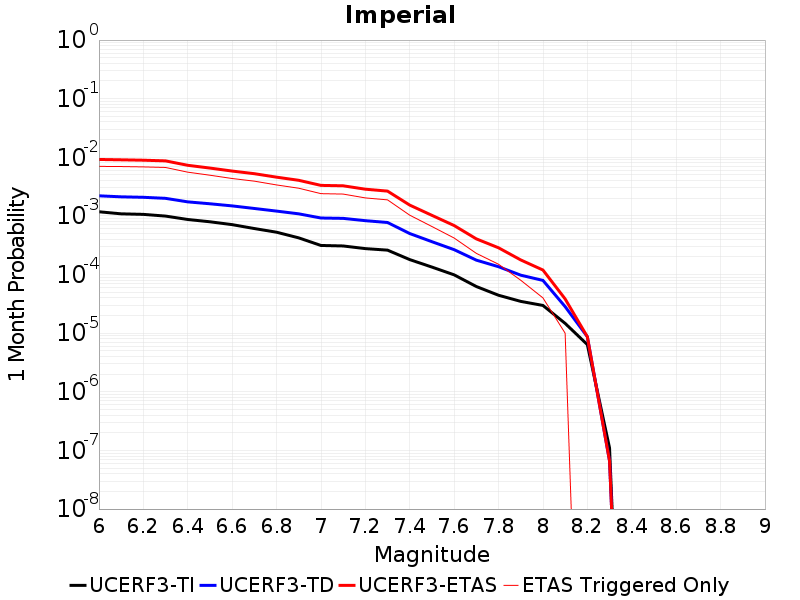 Imperial
10^0
10^-1
10^-2
10^-3
10^-4
10^-5
10^-6
10^-7
10^-8
1 Month Probability
6 6.2 6.4 6.6 6.8 7 7.2 7.4 7.6 7.8 8 8.2 8.4 8.6 8.8 9
Magnitude
UCERF3-TI UCERF3-TD UCERF3-ETAS ETAS Triggered Only